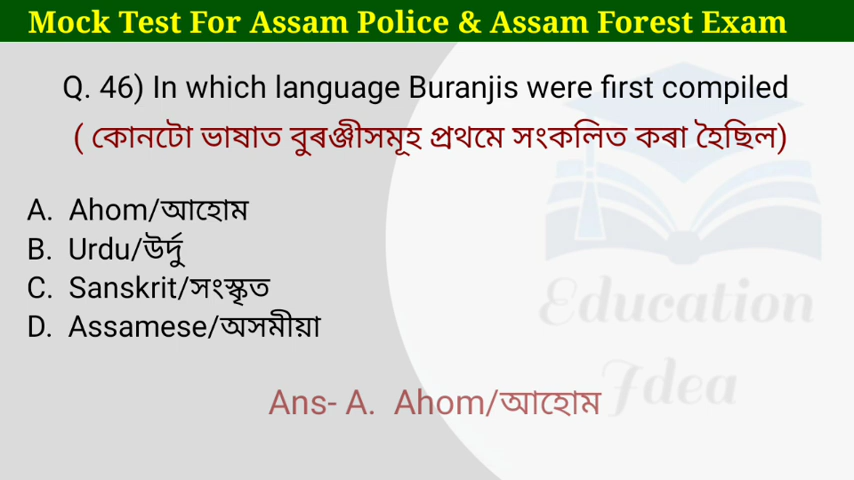 Mock Test For Assam Police & Assam Forest Exam
Q. 46) In which language Buranjis were first compiled
( কোনটো ভাষাত বুৰঞ্জীসমূহ প্ৰথমে সংকলিত কৰা হৈছিল)
A. Ahom/আহোম
B. Urdu/উৰ্দু
C. Sanskrit/সংস্কৃত
D. Assamese/অসমীয়া
Education
Idea
Ans- A. Ahom/আহোম